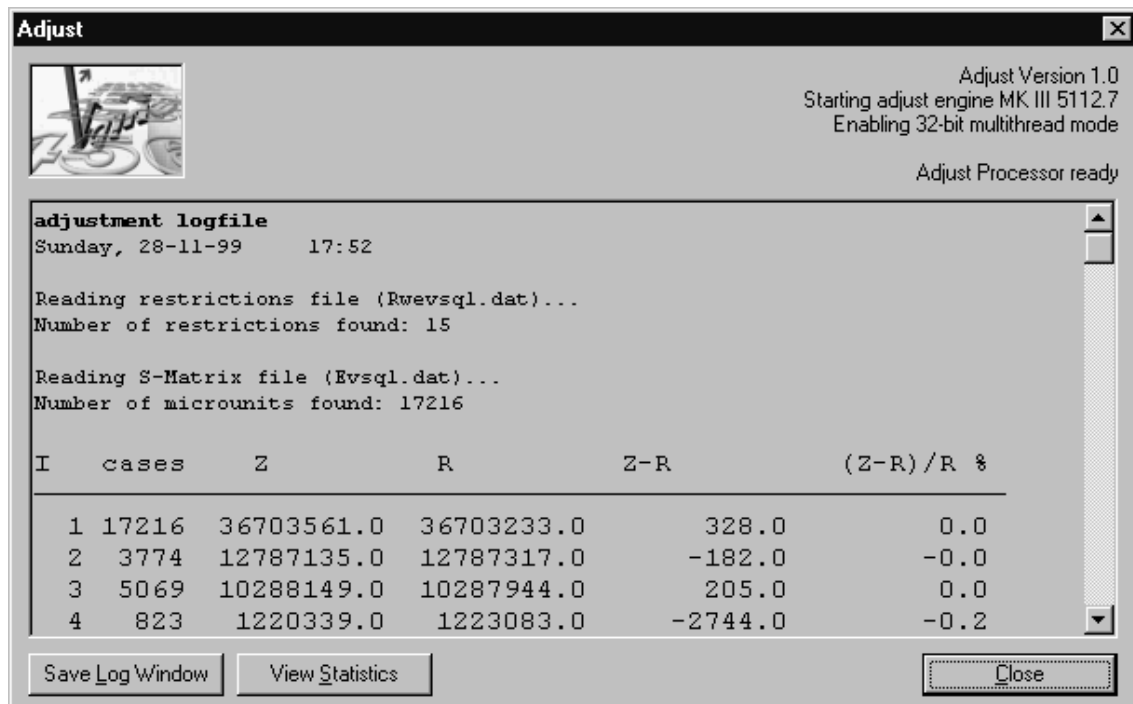 Adjust
Adjust Version 1.0
Starting adjust engine MK III 5112.7
Enabling 32-bit multithread mode
Adjust Processor ready
adjustment logfile
Sunday, 28-11-99 17:52
Reading restrictions file (Rwevsql.dat)...
Number of restrictions found: 15
Reading S-Matrix file (Evsql.dat)...
Number of microunits found: 17216
I cases Z R Z-R (Z-R)/R %
1 17216 36703561.0 36703233.0 328.0 0.0
2 3774 12787135.0 12787317.0 -182.0 -0.0
3 5069 10288149.0 10287944.0 205.0 0.0
4 823 1220339.0 1223083.0 -2744.0 -0.2
Save Log Window View Statistics Close